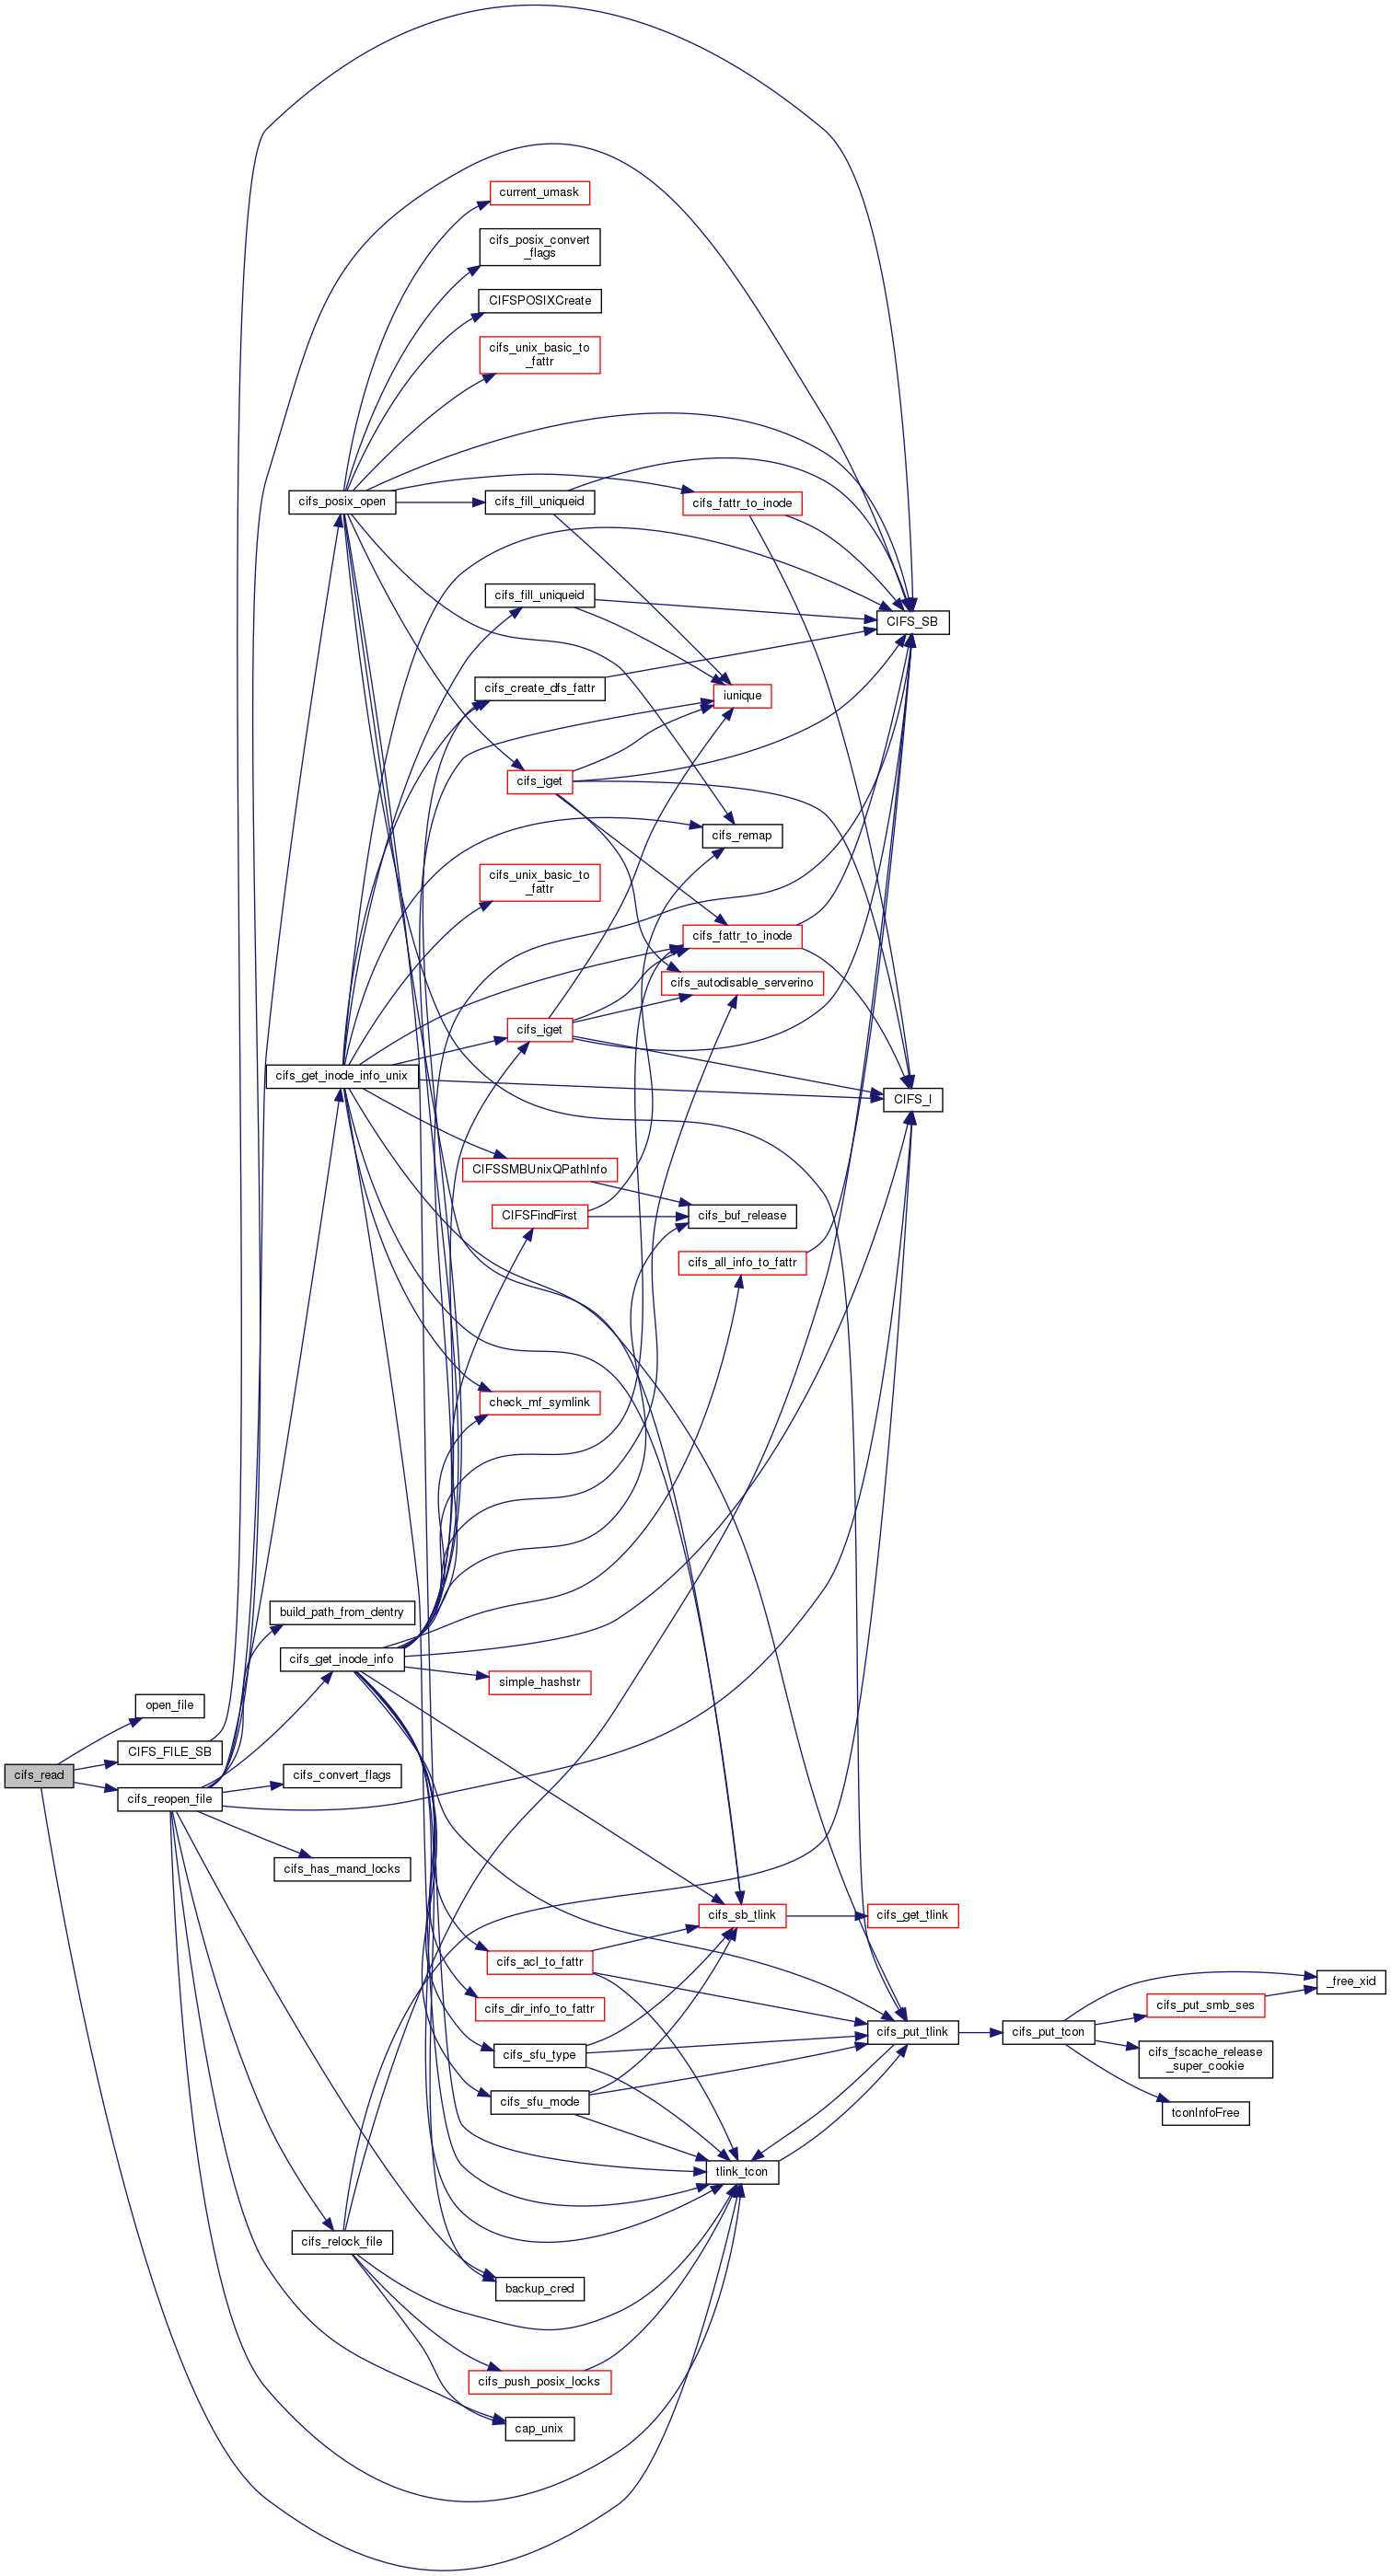 current_umask
cifs_posix_convert
_flags
CIFSPOSIXCreate
cifs_unix_basic_to
_fattr
cifs_posix_open
cifs_fill_uniqueid
cifs_fattr_to_inode
cifs_fill_uniqueid
CIFS_SB
cifs_create_dfs_fattr
iunique
cifs_iget
cifs_remap
cifs_unix_basic_to
_fattr
cifs_fattr_to_inode
cifs_autodisable_serverino
cifs_iget
cifs_get_inode_info_unix
CIFS_I
CIFSSMBUnixQPathInfo
CIFSFindFirst
cifs_buf_release
cifs_all_info_to_fattr
check_mf_symlink
build_path_from_dentry
cifs_get_inode_info
simple_hashstr
open_file
CIFS_FILE_SB
cifs_read
cifs_convert_flags
cifs_reopen_file
cifs_has_mand_locks
cifs_sb_tlink
cifs_get_tlink
cifs_acl_to_fattr
_free_xid
cifs_dir_info_to_fattr
cifs_put_smb_ses
cifs_put_tlink
cifs_put_tcon
cifs_sfu_type
cifs_fscache_release
_super_cookie
cifs_sfu_mode
tconInfoFree
tlink_tcon
cifs_relock_file
backup_cred
cifs_push_posix_locks
cap_unix